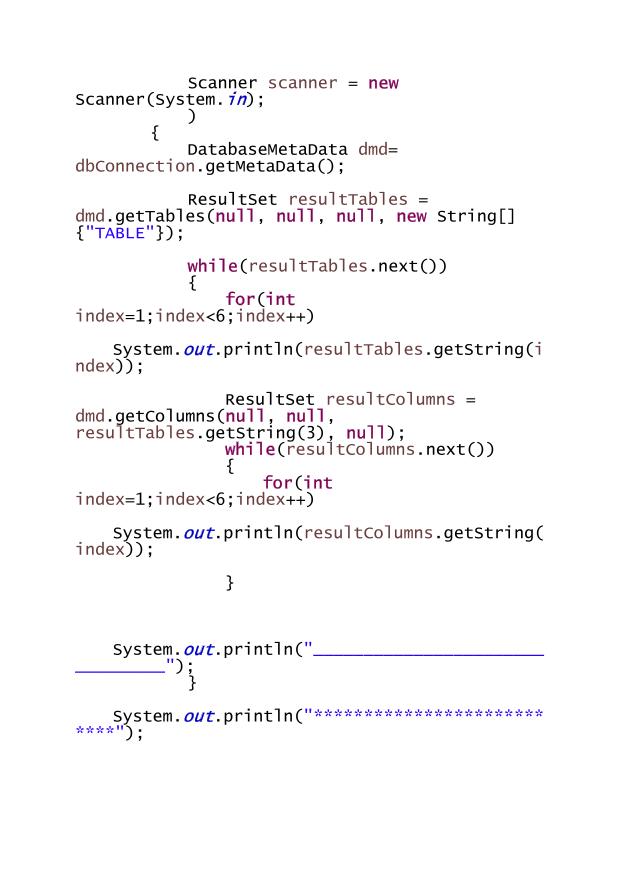 Scanner scanner = new
Scanner(System.in);
)
{
DatabaseMetaData dmd=
dbConnection.getMetaData();
ResultSet resultTables =
dmd.getTables(null, null, null, new String[]
{"TABLE"});
while(resultTables.next())
{
for(int
index=1;index<6;index++)
System.out.println(resultTables.getString(i
ndex));
ResultSet resultColumns =
dmd.getColumns(null, null,
resultTables.getString(3), null);
while(resultColumns.next())
{
for(int
index=1;index<6;index++)
System.out.println(resultColumns.getString(
index));
}
System.out.println("_______________________
_________");
}
System.out.println("***********************
****");